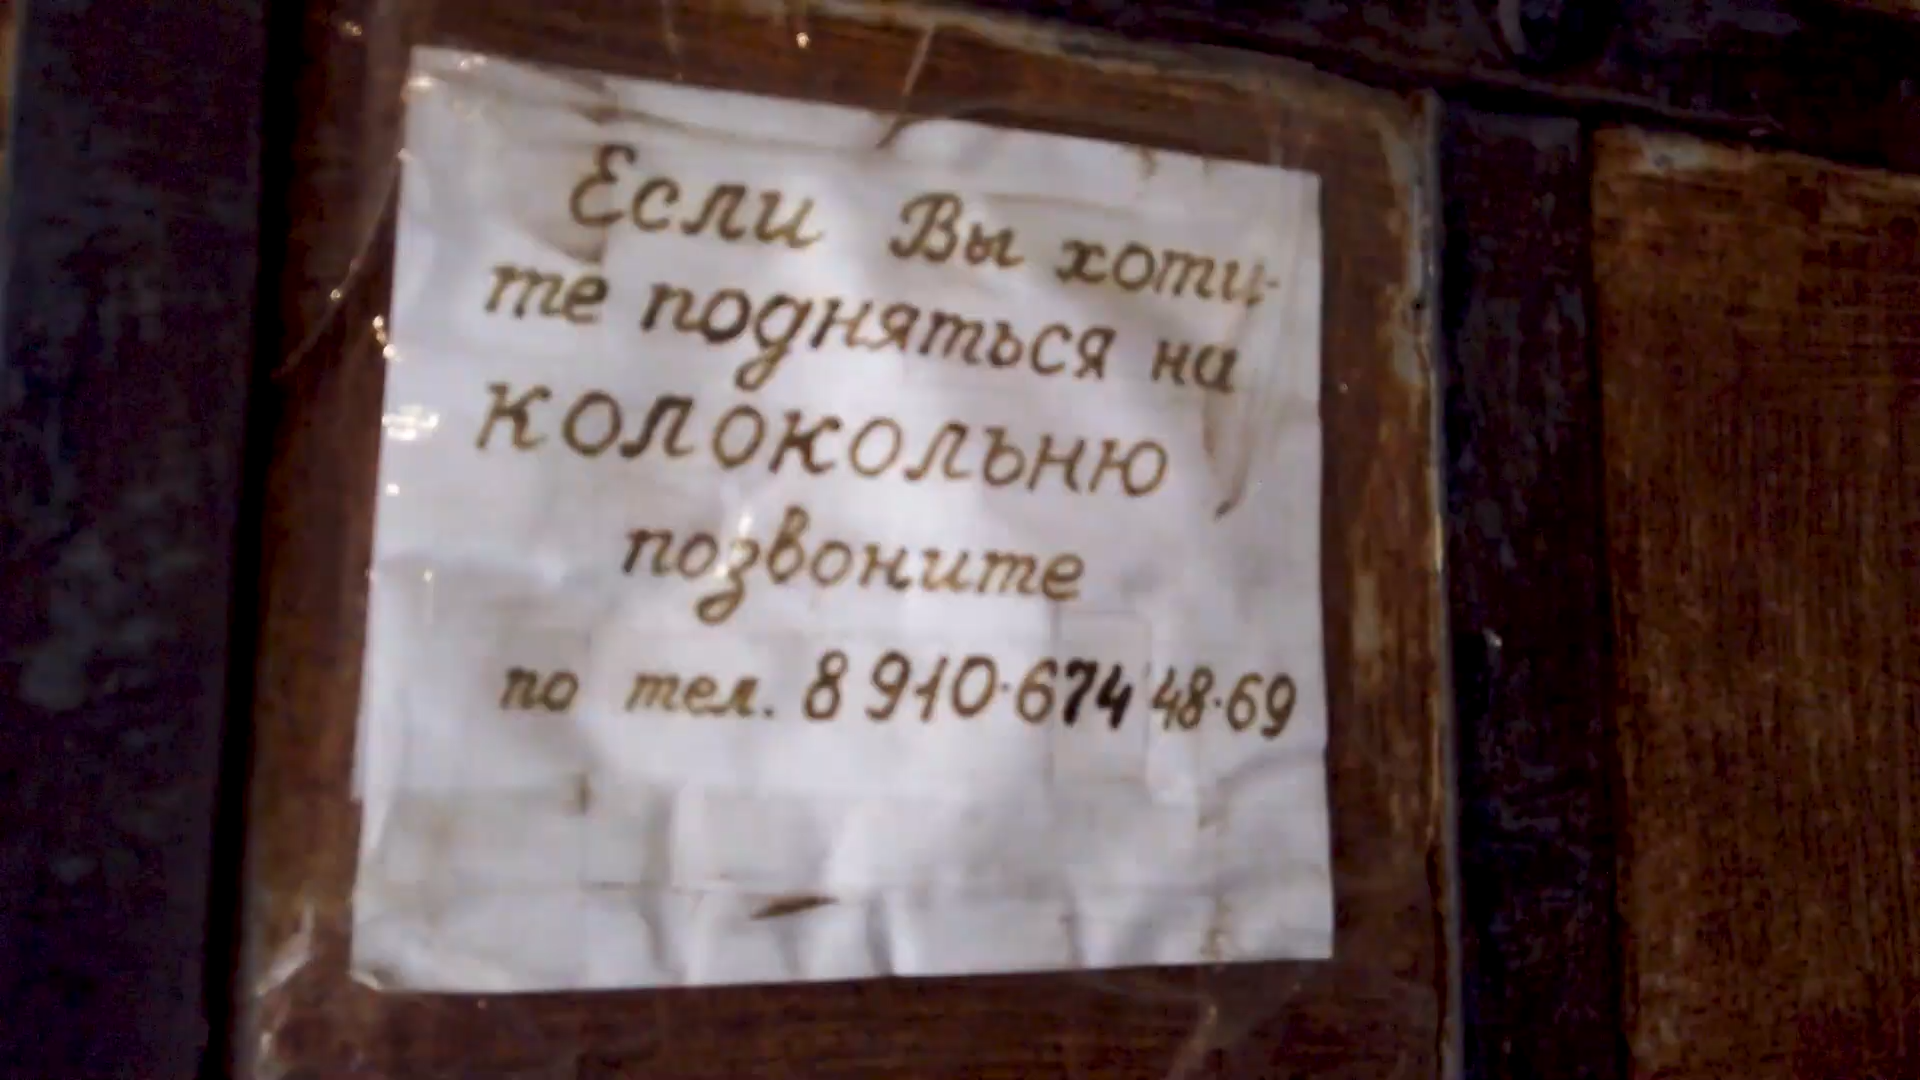 Если Вы хоти-
те подняться на
колокольню,
позвоните
по тел. 8 910·674 48·69